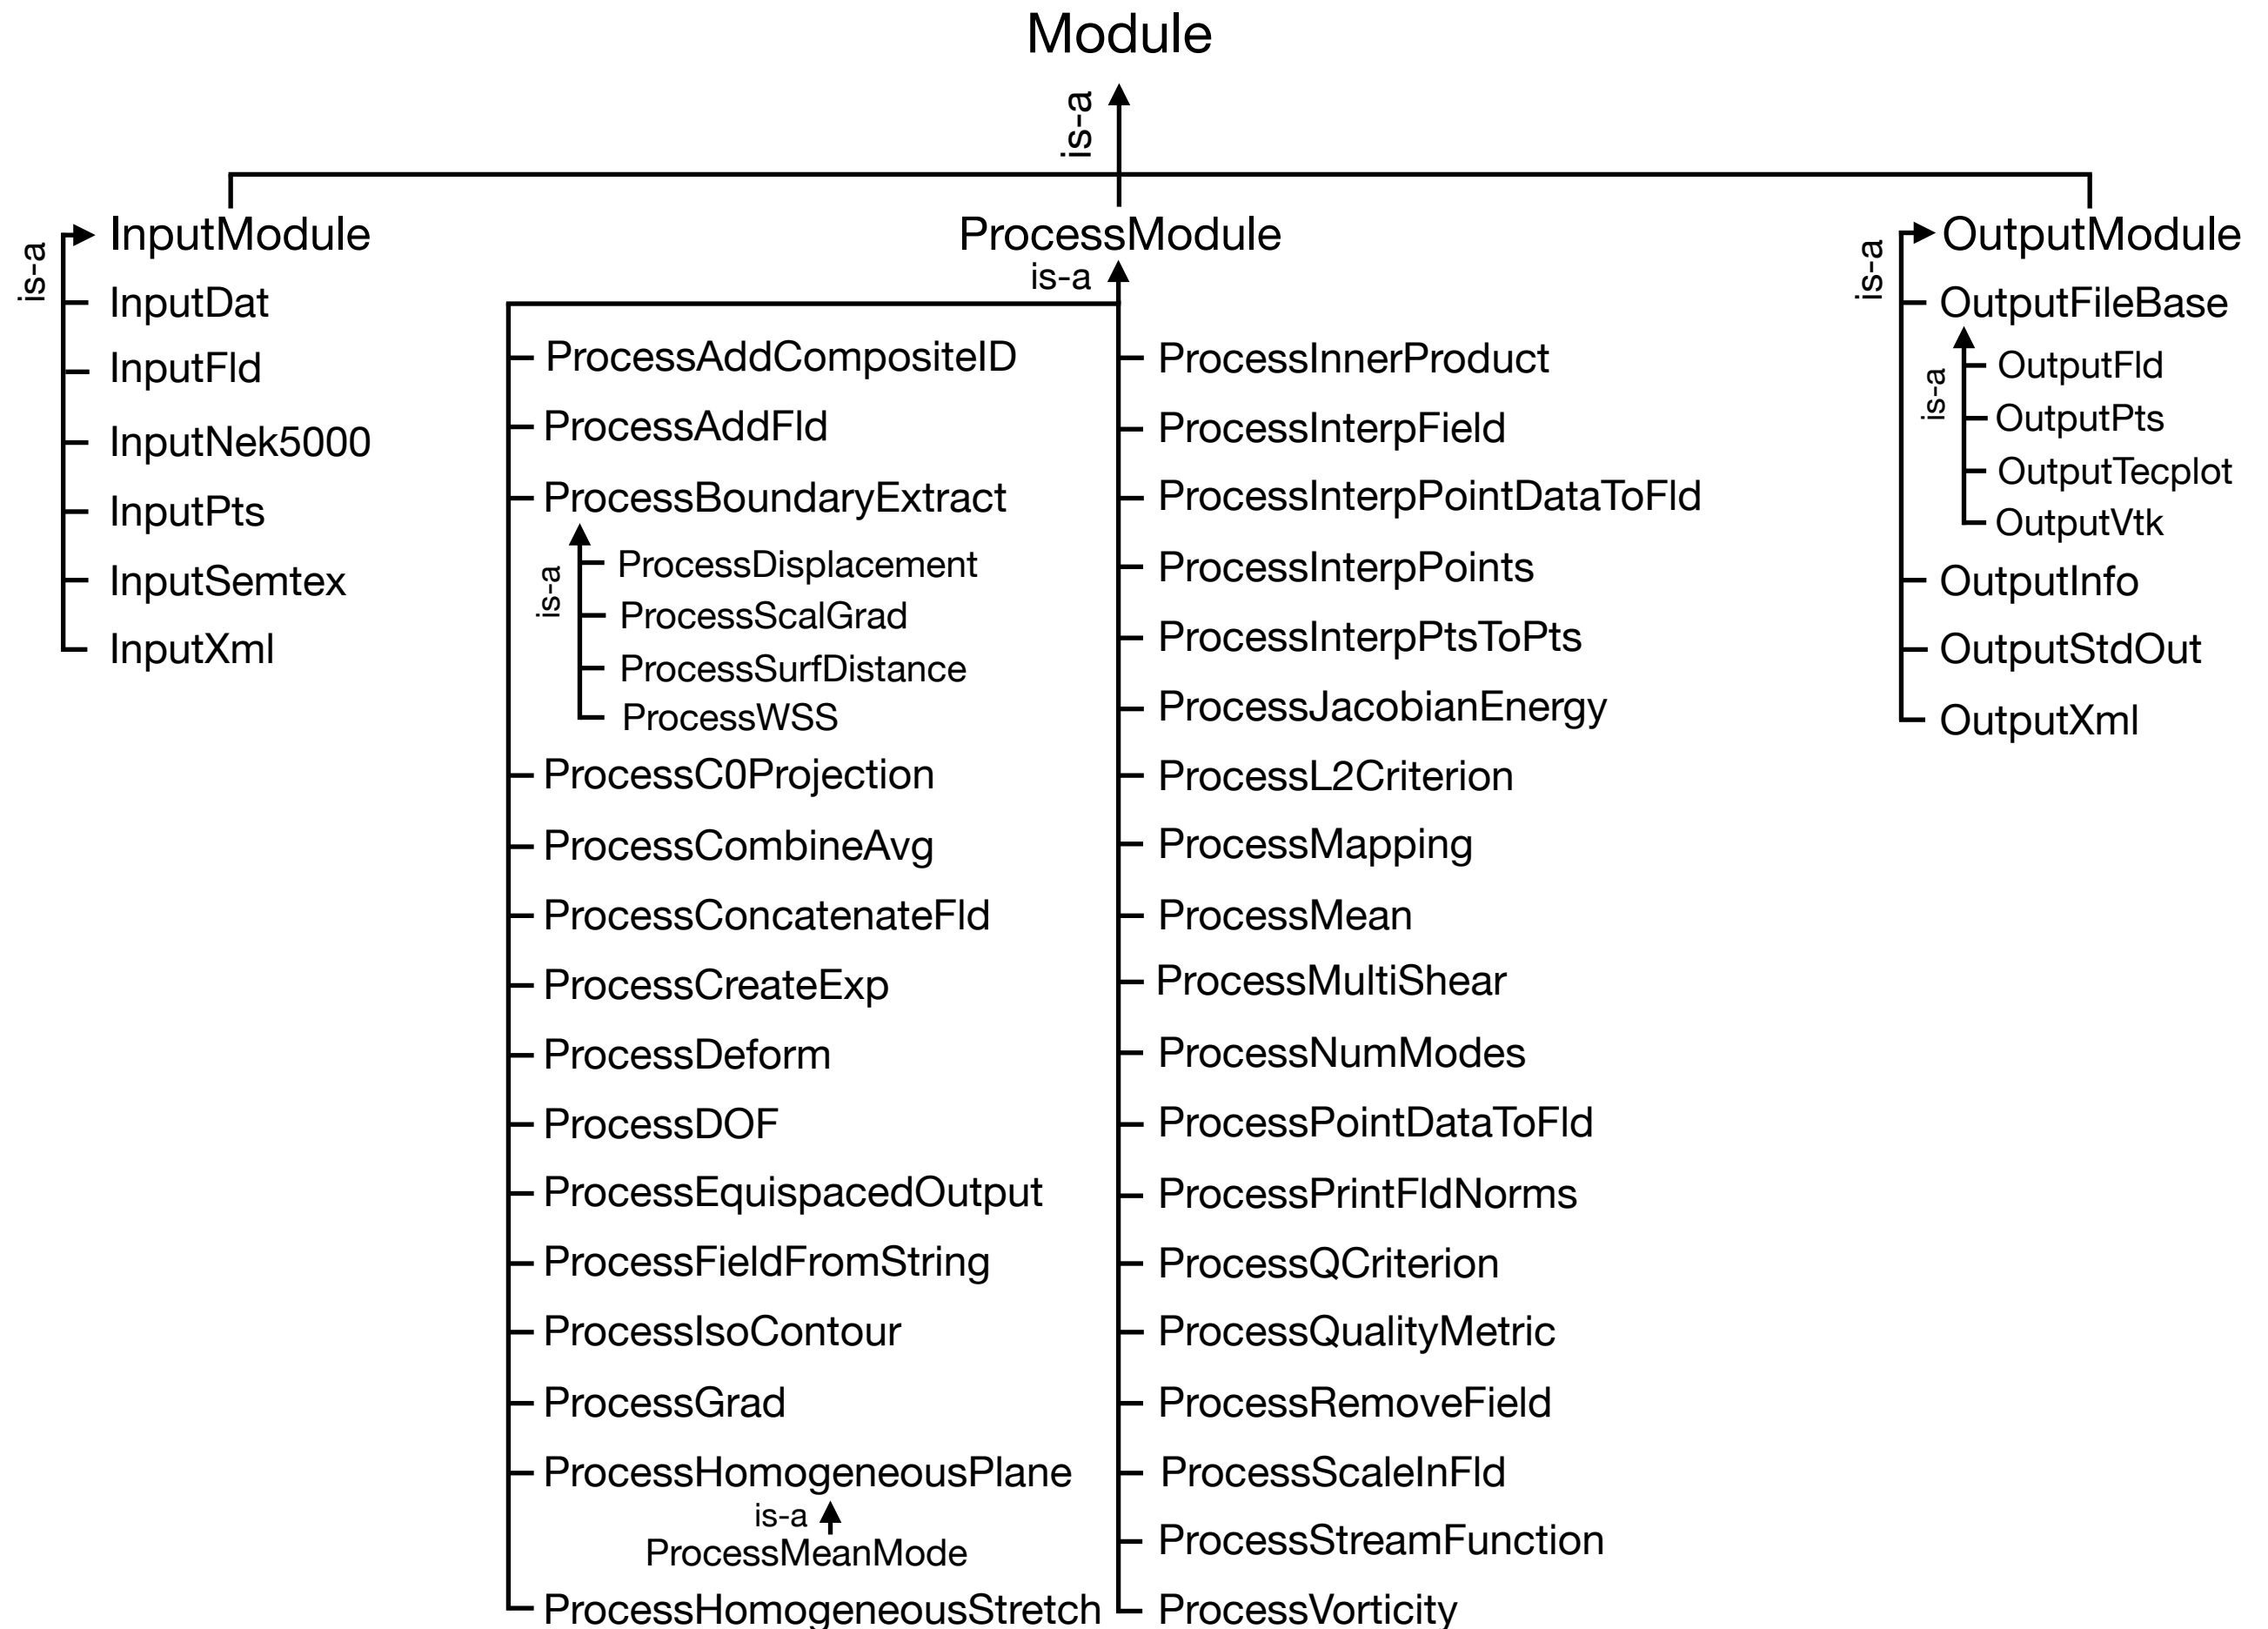 Module
is-a
InputModule
is-a
InputDat
InputFld
InputNek5000
InputPts
InputSemtex
InputXml
ProcessModule
is-a
ProcessAddCompositeID
ProcessAddFld
ProcessBoundaryExtract
is-a
ProcessDisplacement
ProcessScalGrad
ProcessSurfDistance
ProcessWSS
ProcessC0Projection
ProcessCombineAvg
ProcessConcatenateFld
ProcessCreateExp
ProcessDeform
ProcessDOF
ProcessEquispacedOutput
ProcessFieldFromString
ProcessIsoContour
ProcessGrad
ProcessHomogeneousPlane
is-a
ProcessMeanMode
ProcessHomogeneousStretch
ProcessInnerProduct
ProcessInterpField
ProcessInterpPointDataToFld
ProcessInterpPoints
ProcessInterpPtsToPts
ProcessJacobianEnergy
ProcessL2Criterion
ProcessMapping
ProcessMean
ProcessMultiShear
ProcessNumModes
ProcessPointDataToFld
ProcessPrintFldNorms
ProcessQCriterion
ProcessQualityMetric
ProcessRemoveField
ProcessScaleInFld
ProcessStreamFunction
ProcessVorticity
OutputModule
is-a
OutputFileBase
is-a
OutputFld
OutputPts
OutputTecplot
OutputVtk
OutputInfo
OutputStdOut
OutputXml